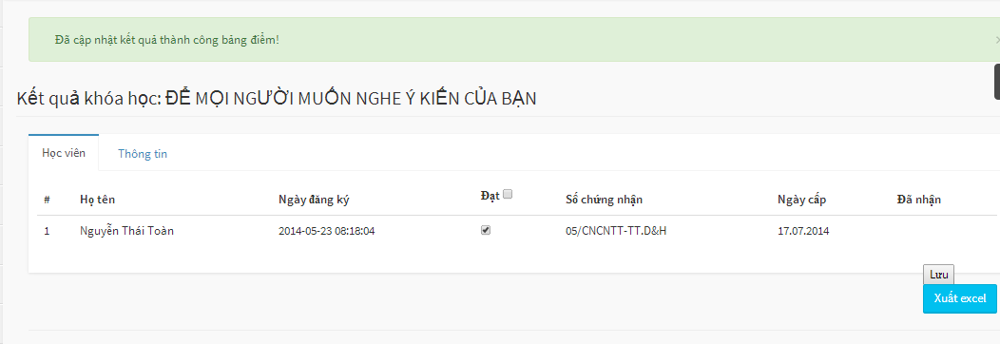 Đã cập nhật kết quả thành công bảng điểm!
×
Kết quả khóa học: ĐỂ MỌI NGƯỜI MUỐN NGHE Ý KIẾN CỦA BẠN
Học viên Thông tin
# Họ tên Ngày đăng ký Đạt Số chứng nhận Ngày cấp Đã nhận
1 Nguyễn Thái Toàn 2014-05-23 08:18:04 05/CNCNTT-TT.D&H 17.07.2014
Lưu
Xuất excel